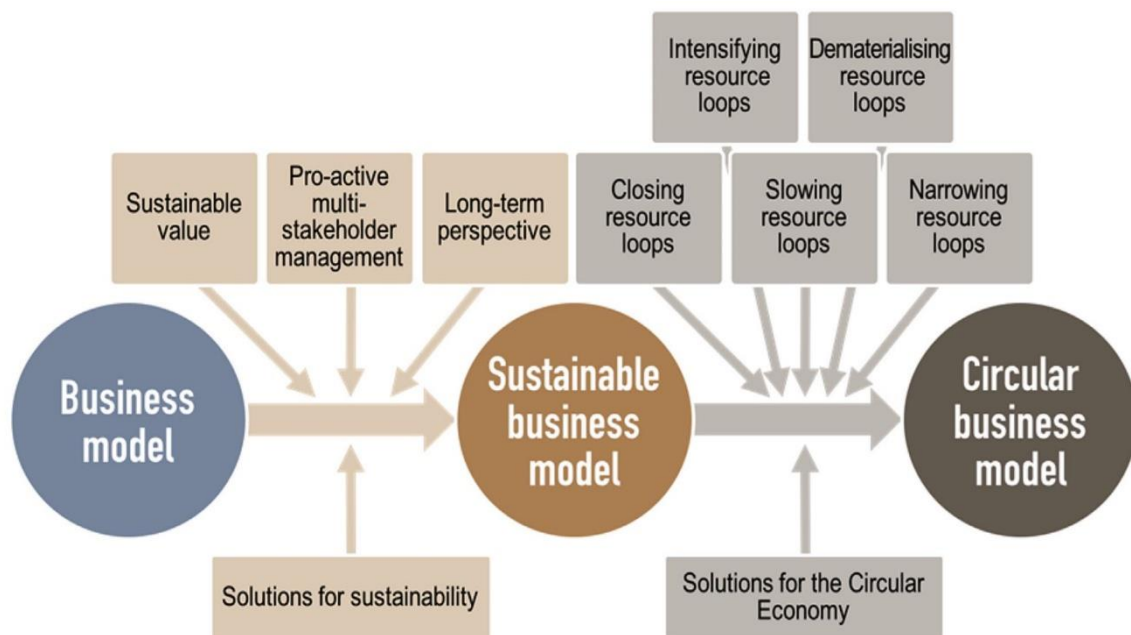 Intensifying
resource
loops
Dematerialising
resource
loops
Sustainable
value
Pro-active
multi-
stakeholder
management
Long-term
perspective
Closing
resource
loops
Slowing
resource
loops
Narrowing
resource
loops
Business
model
Sustainable
business
model
Circular
business
model
Solutions for sustainability
Solutions for the Circular
Economy